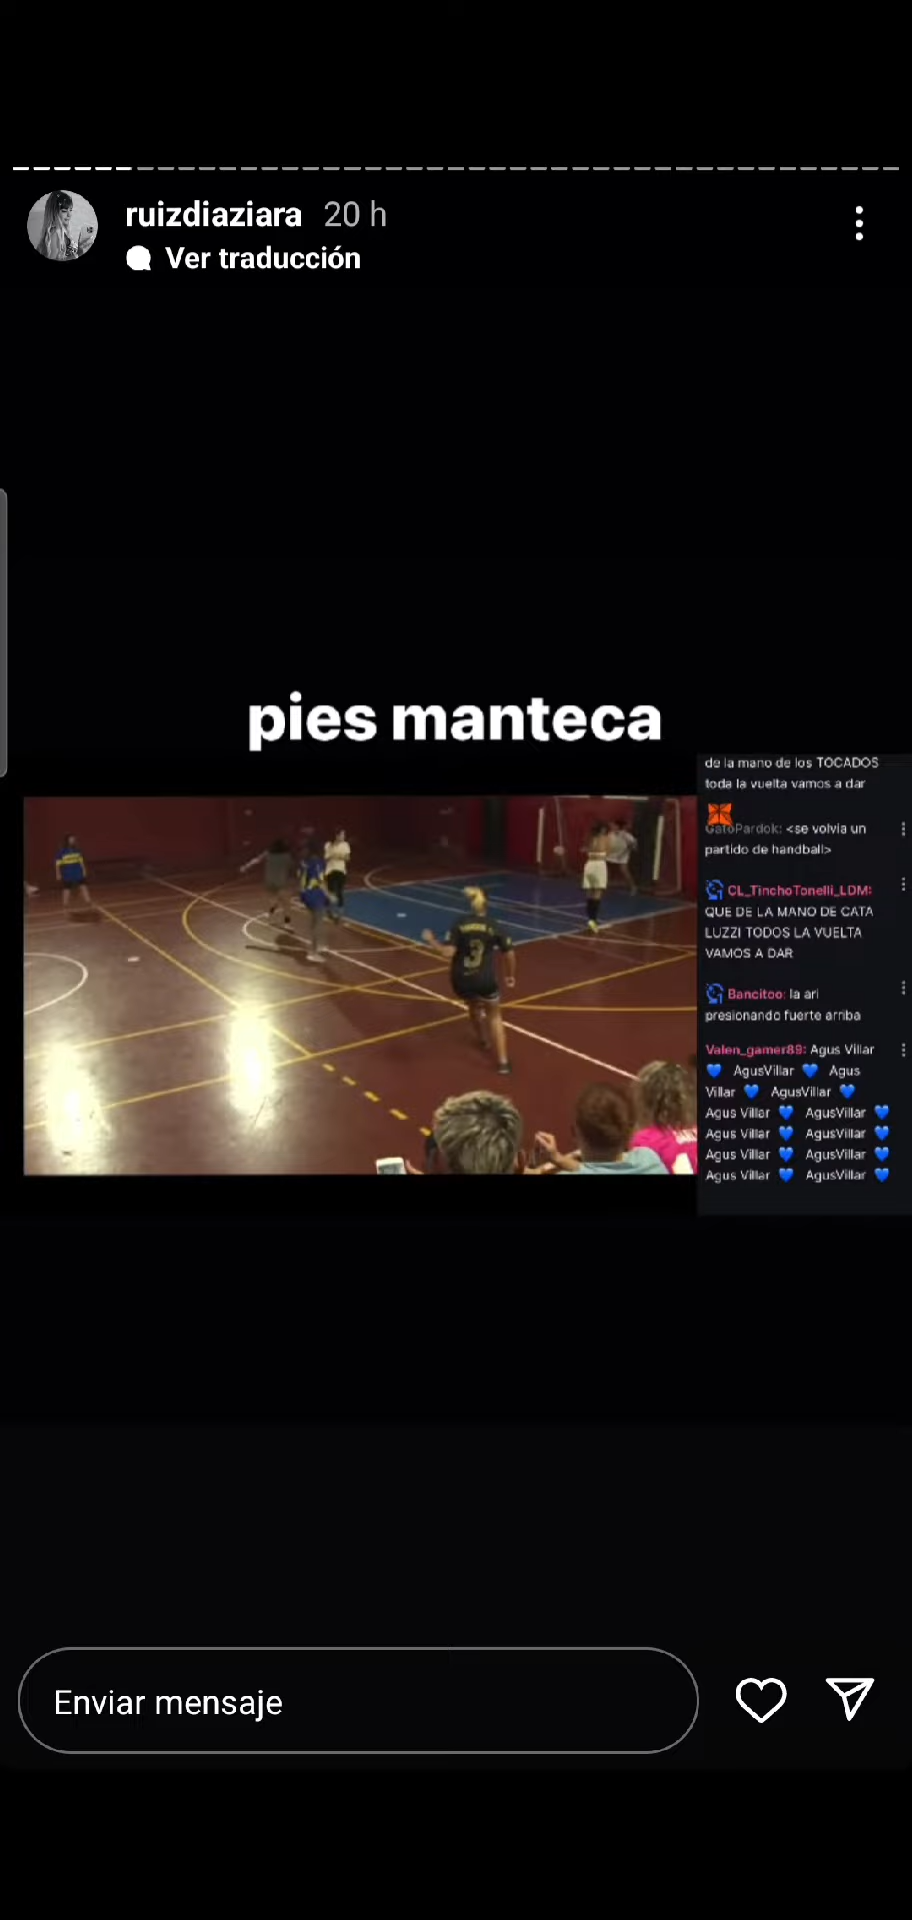 ruizdiaziara 20 h
Ver traducción
pies manteca
de la mano de los TOCADOS
toda la vuelta vamos a dar
GatoPardok: <se volvia un
partido de handball>
CL_TinchoTonelli_LDM:
QUE DE LA MANO DE CATA
LUZZI TODOS LA VUELTA
VAMOS A DAR
Bancitoo: la ari
presionando fuerte arriba
Valen_gamer89: Agus Villar
💙 AgusVillar 💙 Agus
Villar 💙 AgusVillar 💙
Agus Villar 💙 AgusVillar 💙
Agus Villar 💙 AgusVillar 💙
Agus Villar 💙 AgusVillar 💙
Agus Villar 💙 AgusVillar 💙
3
Enviar mensaje